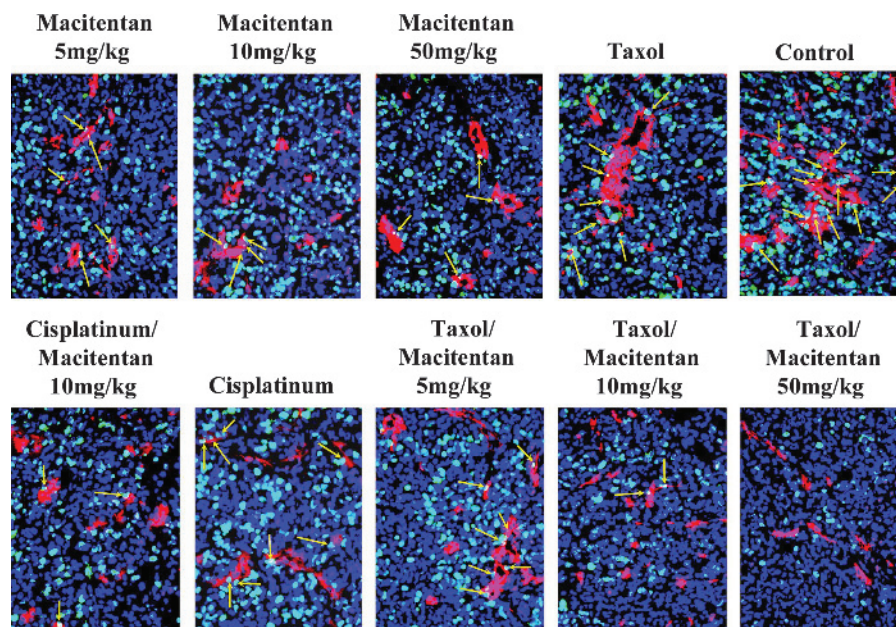 Macitentan
5mg/kg
Macitentan
10mg/kg
Macitentan
50mg/kg
Taxol
Control
Cisplatinum/
Macitentan
10mg/kg
Cisplatinum
Taxol/
Macitentan
5mg/kg
Taxol/
Macitentan
10mg/kg
Taxol/
Macitentan
50mg/kg